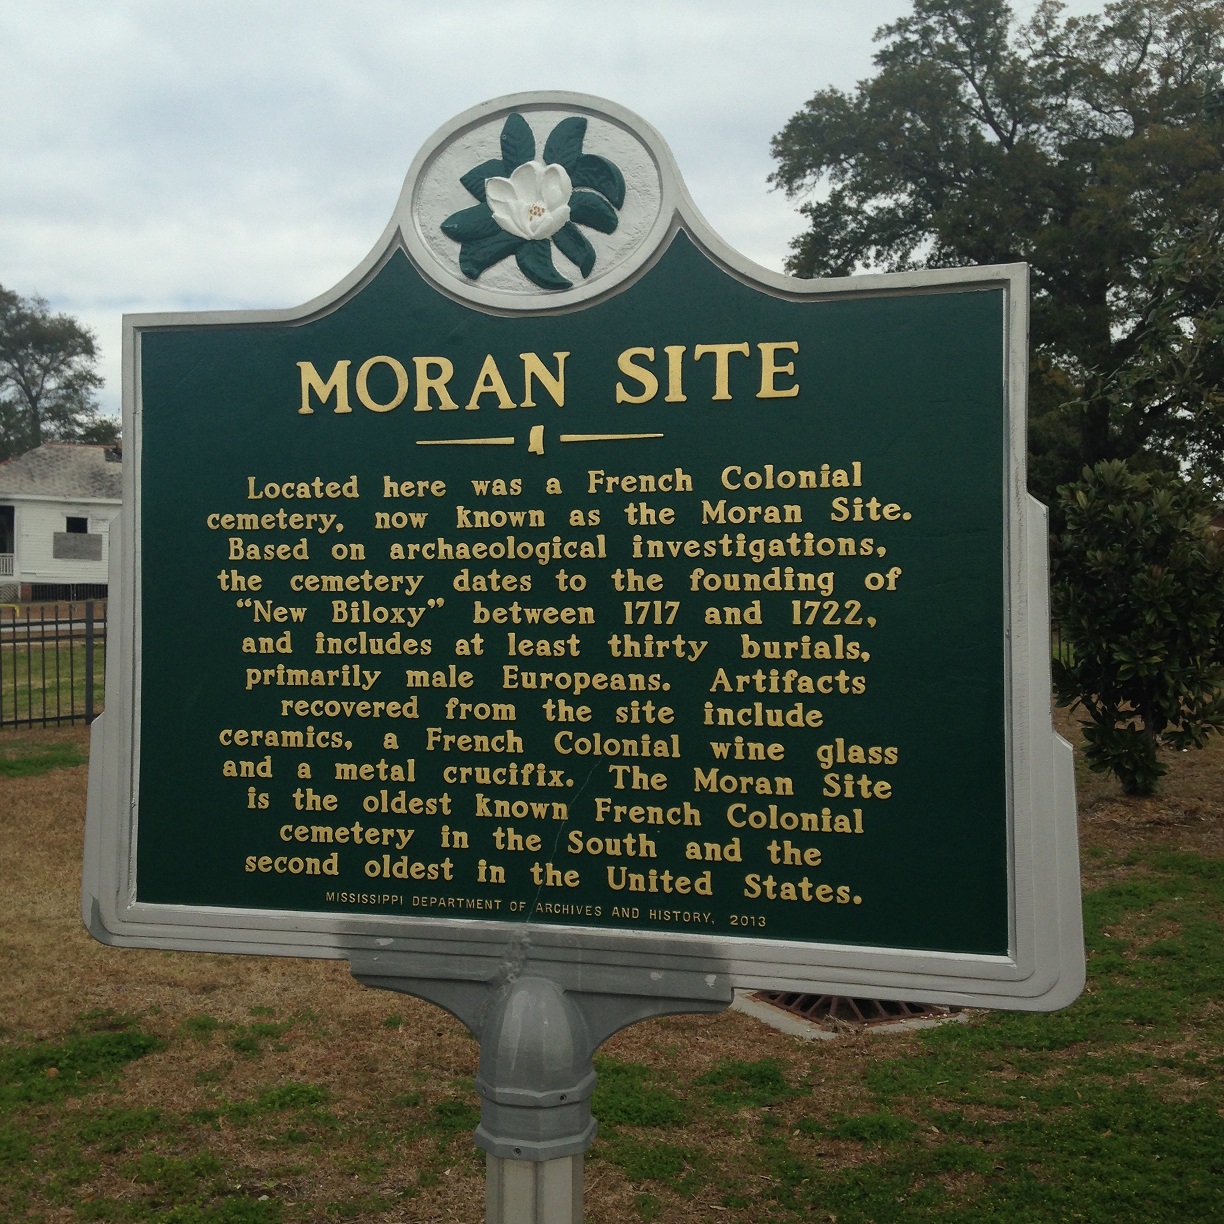 MORAN SITE
Located here was a French Colonial
cemetery, now known as the Moran Site.
Based on archaeological investigations,
the cemetery dates to the founding of
“New Biloxy” between 1717 and 1722,
and includes at least thirty burials,
primarily male Europeans. Artifacts
recovered from the site include
ceramics, a French Colonial wine glass
and a metal crucifix. The Moran Site
is the oldest known French Colonial
cemetery in the South and the
second oldest in the United States.
MISSISSIPPI DEPARTMENT OF ARCHIVES AND HISTORY, 2013